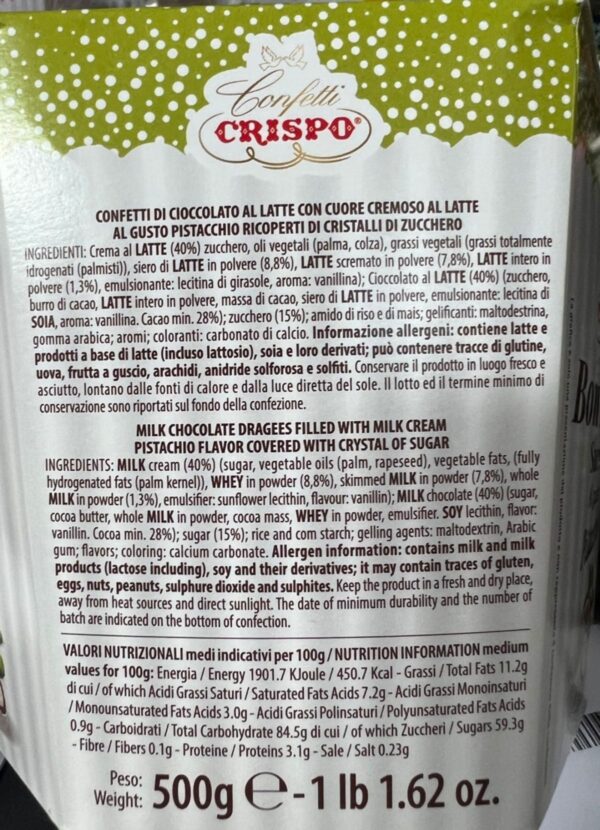 Confetti
CRISPO®
CONFETTI DI CIOCCOLATO AL LATTE CON CUORE CREMOSO AL LATTE
AL GUSTO PISTACCHIO RICOPERTI DI CRISTALLI DI ZUCCHERO
INGREDIENTI: Crema al LATTE (40%) zucchero, oli vegetali (palma, colza), grassi vegetali (grassi totalmente
idrogenati (palmisti)), siero di LATTE in polvere (8,8%), LATTE scremato in polvere (7,8%), LATTE intero in
polvere (1,3%), emulsionante: lecitina di girasole, aroma: vanillina); Cioccolato al LATTE (40%) (zucchero,
burro di cacao, LATTE intero in polvere, massa di cacao, siero di LATTE in polvere, emulsionante: lecitina di
SOIA, aroma: vanillina. Cacao min. 28%); zucchero (15%); amido di riso e di mais; gelificanti: maltodestrina,
gomma arabica; aromi; coloranti: carbonato di calcio. Informazione allergeni: contiene latte e
prodotti a base di latte (incluso lattosio), soia e loro derivati; può contenere tracce di glutine,
uova, frutta a guscio, arachidi, anidride solforosa e solfiti. Conservare il prodotto in luogo fresco e
asciutto, lontano dalle fonti di calore e dalla luce diretta del sole. Il lotto ed il termine minimo di
conservazione sono riportati sul fondo della confezione.
MILK CHOCOLATE DRAGEES FILLED WITH MILK CREAM
PISTACHIO FLAVOR COVERED WITH CRYSTAL OF SUGAR
INGREDIENTS: MILK cream (40%) (sugar, vegetable oils (palm, rapeseed), vegetable fats, (fully
hydrogenated fats (palm kernel)), WHEY in powder (8,8%), skimmed MILK in powder (7,8%), whole
MILK in powder (1,3%), emulsifier: sunflower lecithin, flavour: vanillin); MILK chocolate (40%) (sugar,
cocoa butter, whole MILK in powder, cocoa mass, WHEY in powder, emulsifier. SOY lecithin, flavor:
vanillin. Cocoa min. 28%); sugar (15%); rice and corn starch; gelling agents: maltodextrin, Arabic
gum; flavors; coloring: calcium carbonate. Allergen information: contains milk and milk
products (lactose including), soy and their derivatives; it may contain traces of gluten,
eggs, nuts, peanuts, sulphure dioxide and sulphites. Keep the product in a fresh and dry place,
away from heat sources and direct sunlight. The date of minimum durability and the number of
batch are indicated on the bottom of confection.
VALORI NUTRIZIONALI medi indicativi per 100g / NUTRITION INFORMATION medium
values for 100g: Energia / Energy 1901.7 KJoule / 450.7 Kcal - Grassi / Total Fats 11.2g
di cui / of which Acidi Grassi Saturi / Saturated Fats Acids 7.2g - Acidi Grassi Monoinsaturi
/ Monounsaturated Fats Acids 3.0g - Acidi Grassi Polinsaturi / Polyunsaturated Fats Acids
0.9g - Carboidrati / Total Carbohydrate 84.5g di cui / of which Zuccheri / Sugars 59.3g
- Fibre / Fibers 0.1g - Proteine / Proteins 3.1g - Sale / Salt 0.23g
Peso:
Weight: 500g ℮ - 1 lb 1.62 oz.